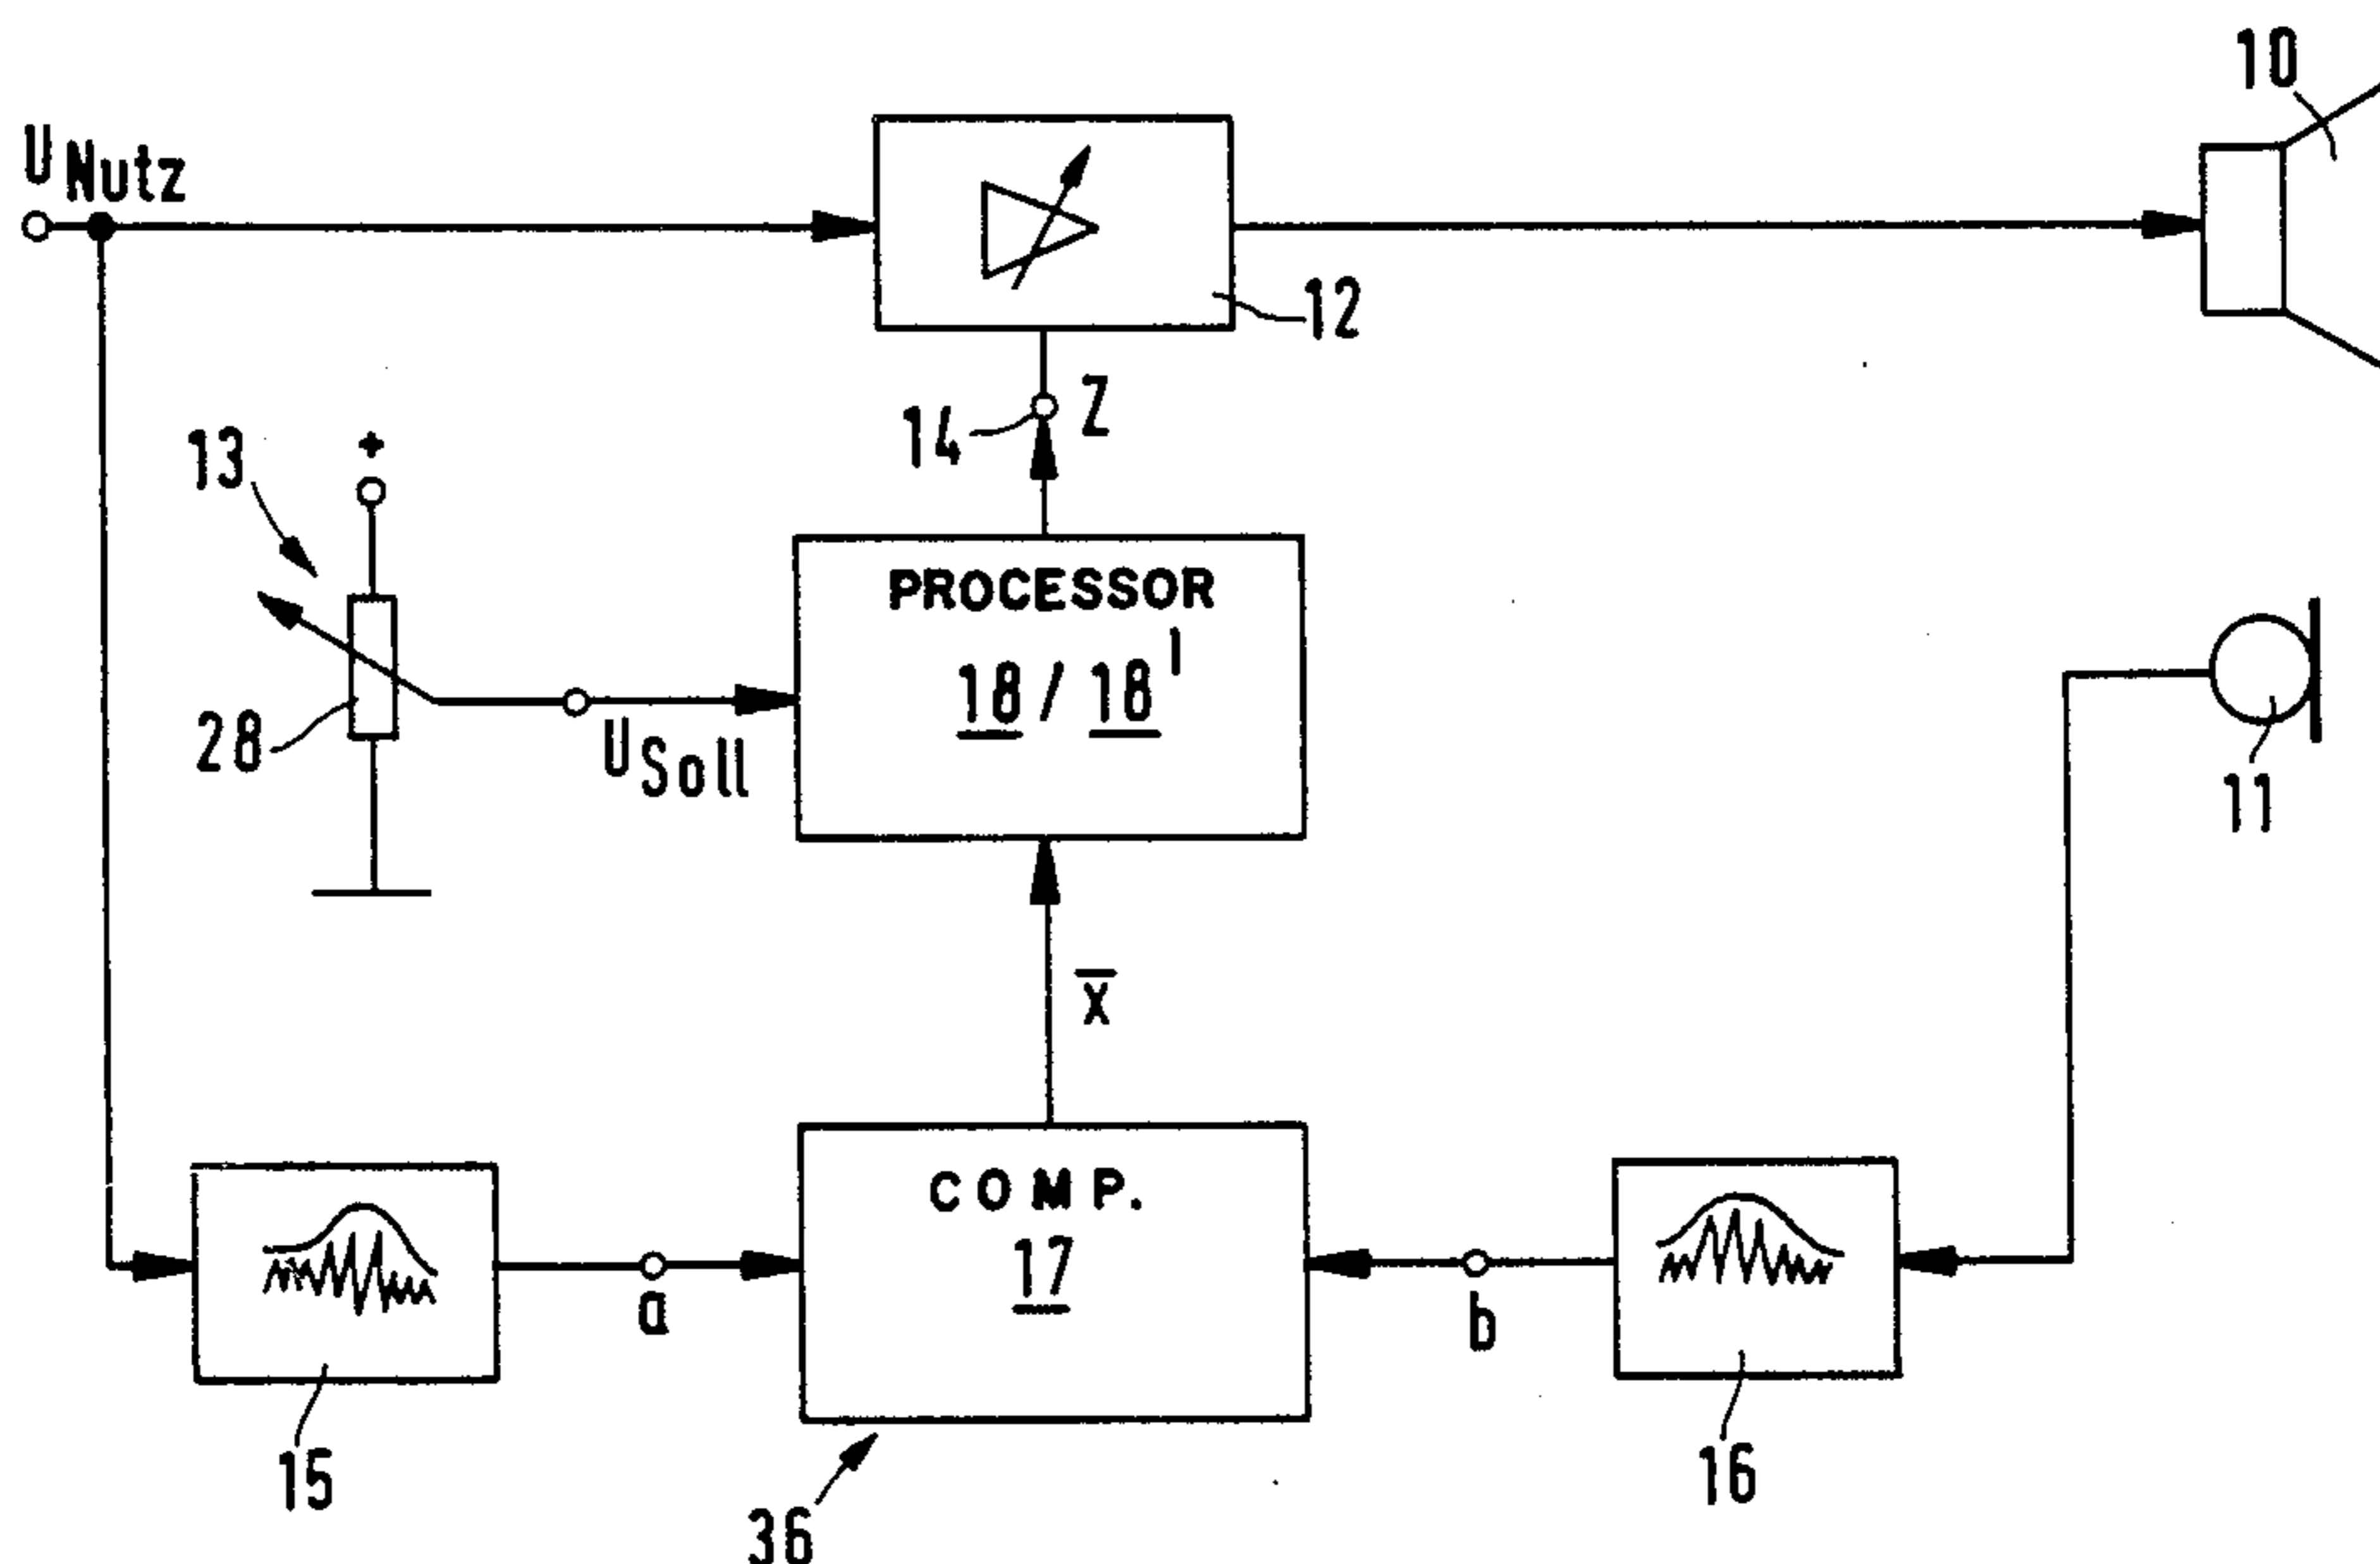 10
U Nutz
12
14
Z
13
+
PROCESSOR
18 / 18'
28
U Soll
11
x̅
COMP.
17
a
b
15
16
36